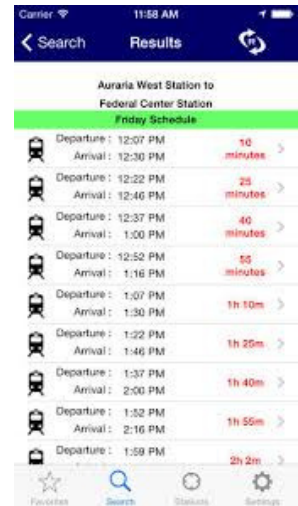 Carrier 11:58 AM
Search Results
Auraria West Station to
Federal Center Station
Friday Schedule
Departure : 12:07 PM 10
Arrival : 12:30 PM minutes
Departure : 12:22 PM 25
Arrival : 12:46 PM minutes
Departure : 12:37 PM 40
Arrival : 1:00 PM minutes
Departure : 12:52 PM 55
Arrival : 1:16 PM minutes
Departure : 1:07 PM 1h 10m
Arrival : 1:30 PM
Departure : 1:22 PM 1h 25m
Arrival : 1:46 PM
Departure : 1:37 PM 1h 40m
Arrival : 2:00 PM
Departure : 1:52 PM 1h 55m
Arrival : 2:16 PM
Departure : 1:59 PM 2h 2m
Favorites Search Stations Settings